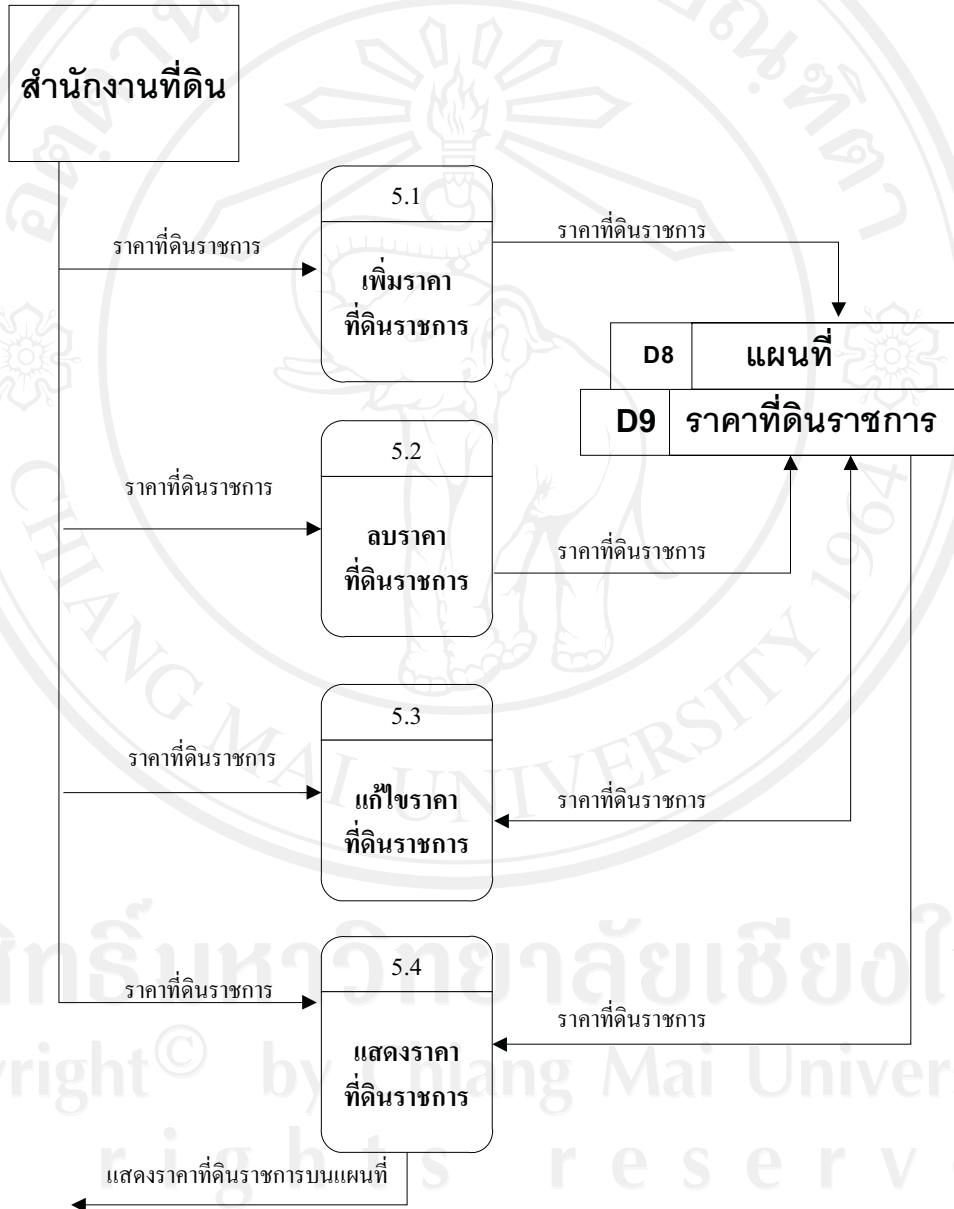 สำนักงานที่ดิน
5.1
ราคาที่ดินราชการ
ราคาที่ดินราชการ
เพิ่มราคา
ที่ดินราชการ
D8 แผนที่
D9 ราคาที่ดินราชการ
5.2
ราคาที่ดินราชการ
ลบราคา
ที่ดินราชการ
ราคาที่ดินราชการ
5.3
ราคาที่ดินราชการ
แก้ไขราคา
ที่ดินราชการ
ราคาที่ดินราชการ
5.4
ราคาที่ดินราชการ
ราคาที่ดินราชการ
แสดงราคา
ที่ดินราชการ
แสดงราคาที่ดินราชการบนแผนที่
CHIANG MAI UNIVERSITY 1964
by Chiang Mai
rights